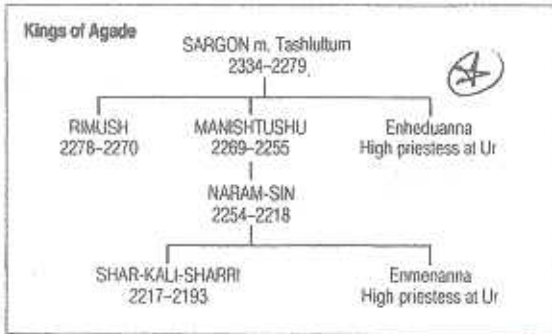 Kings of Agade
SARGON m. Tashlultum
2334–2279
RIMUSH MANISHTUSHU Enheduanna
2278–2270 2269–2255 High priestess at Ur
NARAM-SIN
2254–2218
SHAR-KALI-SHARRI Enmenanna
2217–2193 High priestess at Ur